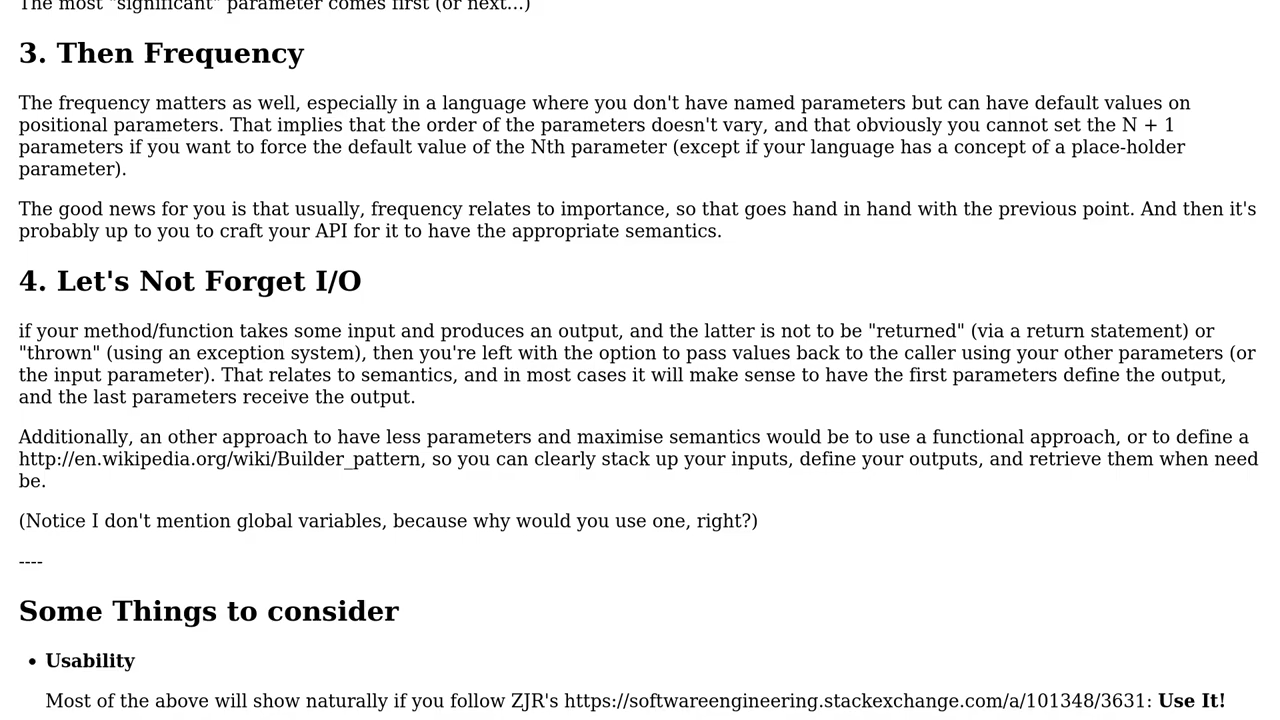 The most "significant" parameter comes first (or next...)
3. Then Frequency
The frequency matters as well, especially in a language where you don't have named parameters but can have default values on
positional parameters. That implies that the order of the parameters doesn't vary, and that obviously you cannot set the N + 1
parameters if you want to force the default value of the Nth parameter (except if your language has a concept of a place-holder
parameter).
The good news for you is that usually, frequency relates to importance, so that goes hand in hand with the previous point. And then it's
probably up to you to craft your API for it to have the appropriate semantics.
4. Let's Not Forget I/O
if your method/function takes some input and produces an output, and the latter is not to be "returned" (via a return statement) or
"thrown" (using an exception system), then you're left with the option to pass values back to the caller using your other parameters (or
the input parameter). That relates to semantics, and in most cases it will make sense to have the first parameters define the output,
and the last parameters receive the output.
Additionally, an other approach to have less parameters and maximise semantics would be to use a functional approach, or to define a
http://en.wikipedia.org/wiki/Builder_pattern, so you can clearly stack up your inputs, define your outputs, and retrieve them when need
be.
(Notice I don't mention global variables, because why would you use one, right?)
----
Some Things to consider
• Usability
Most of the above will show naturally if you follow ZJR's https://softwareengineering.stackexchange.com/a/101348/3631: Use It!